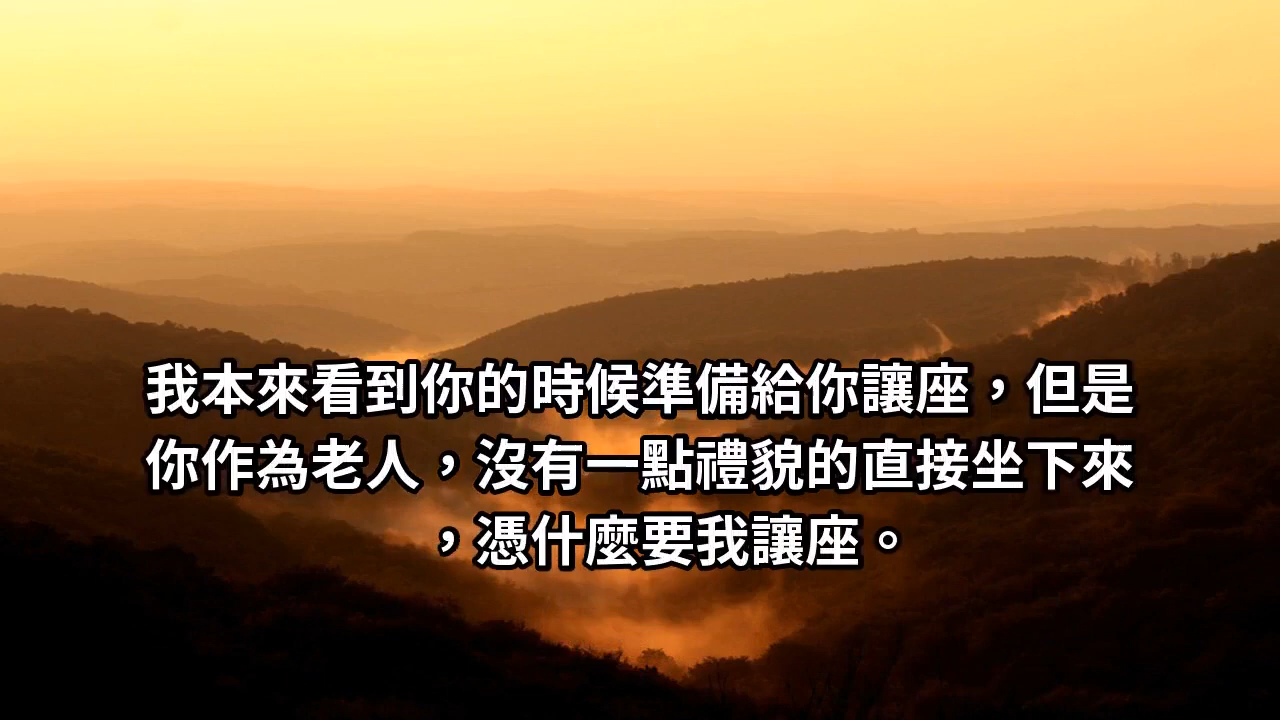 我本來看到你的時候準備給你讓座，但是
你作為老人，沒有一點禮貌的直接坐下來
，憑什麼要我讓座。